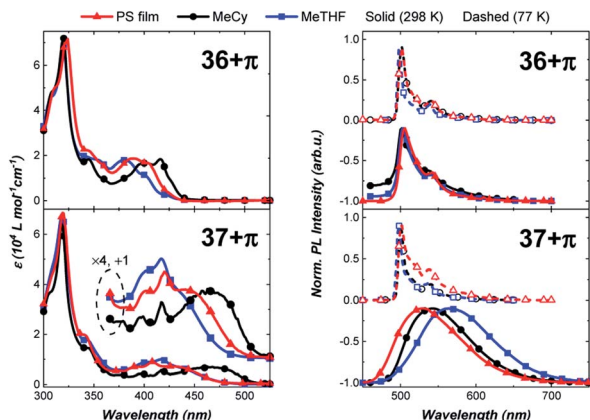 PS film MeCy MeTHF Solid (298 K) Dashed (77 K)
36+π
36+π
6
4
2
0
1.0
0.5
0.0
-0.5
-1.0
37+π
37+π
×4, +1
6
4
2
0
1.0
0.5
0.0
-0.5
-1.0
300 350 400 450 500
500 600 700
ε (10⁴ L mol⁻¹cm⁻¹)
Norm. PL Intensity (arb.u.)
Wavelength (nm)
Wavelength (nm)